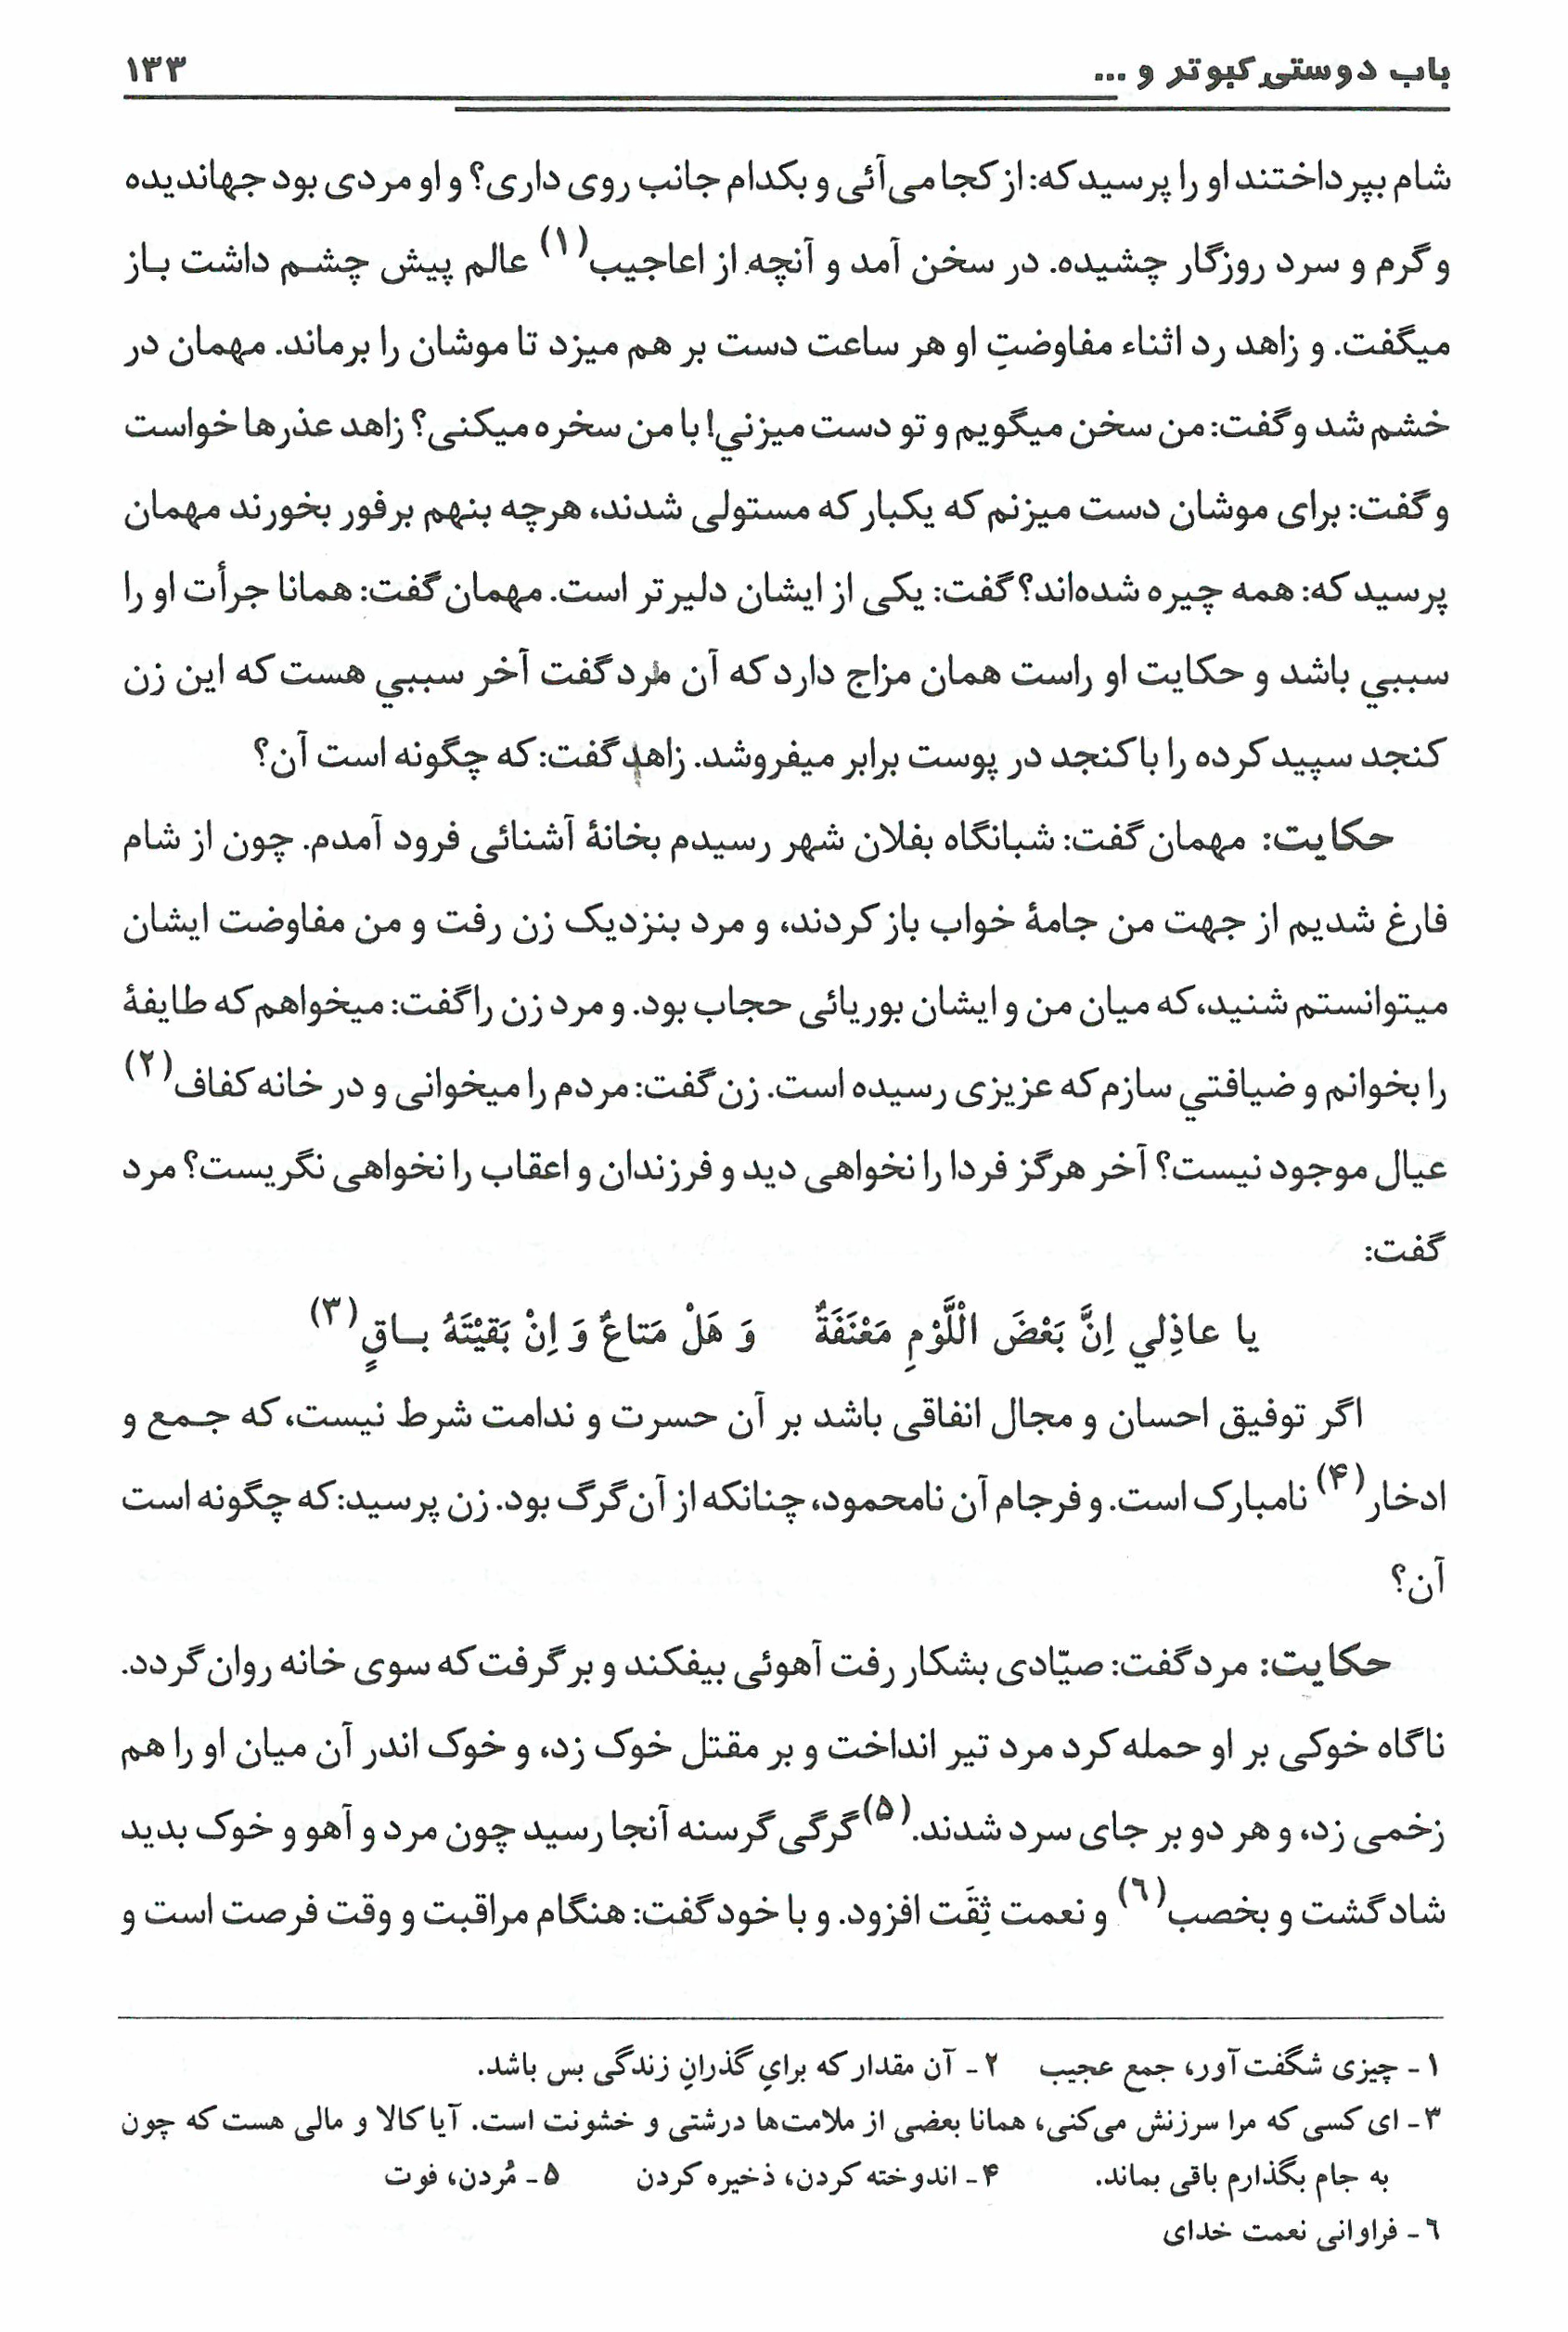 باب دوستی کبوتر و ... ۱۳۳
شام بپرداختند او را پرسید که: از کجا می‌آئی و بکدام جانب روی داری؟ و او مردی بود جهاندیده
و گرم و سرد روزگار چشیده. در سخن آمد و آنچه از اعاجیب(۱) عالم پیش چشم داشت باز
میگفت. و زاهد رد اثناء مفاوضتِ او هر ساعت دست بر هم میزد تا موشان را برماند. مهمان در
خشم شد و گفت: من سخن میگویم و تو دست میزني! با من سخره میکنی؟ زاهد عذرها خواست
و گفت: برای موشان دست میزنم که یکبار که مستولی شدند، هرچه بنهم برفور بخورند مهمان
پرسید که: همه چیره شده‌اند؟ گفت: یکی از ایشان دلیرتر است. مهمان گفت: همانا جرأت او را
سببي باشد و حکایت او راست همان مزاج دارد که آن مرد گفت آخر سببي هست که این زن
کنجد سپید کرده را با کنجد در پوست برابر میفروشد. زاهد گفت: که چگونه است آن؟
حکایت: مهمان گفت: شبانگاه بفلان شهر رسیدم بخانهٔ آشنائی فرود آمدم. چون از شام
فارغ شدیم از جهت من جامهٔ خواب باز کردند، و مرد بنزدیک زن رفت و من مفاوضت ایشان
میتوانستم شنید، که میان من و ایشان بوریائی حجاب بود. و مرد زن را گفت: میخواهم که طایفهٔ
را بخوانم و ضیافتي سازم که عزیزی رسیده است. زن گفت: مردم را میخوانی و در خانه کفاف(۲)
عیال موجود نیست؟ آخر هرگز فردا را نخواهی دید و فرزندان و اعقاب را نخواهی نگریست؟ مرد
گفت:
یا عاذِلي اِنَّ بَعْضَ الْلَّوْمِ مَعْنَفَةٌ وَ هَلْ مَتاعٌ وَ اِنْ بَقیْتَهُ بــاقٍ(۳)
اگر توفیق احسان و مجال انفاقی باشد بر آن حسرت و ندامت شرط نیست، که جمع و
ادخار(۴) نامبارک است. و فرجام آن نامحمود، چنانکه از آن گرگ بود. زن پرسید: که چگونه است
آن؟
حکایت: مرد گفت: صیّادی بشکار رفت آهوئی بیفکند و برگرفت که سوی خانه روان گردد.
ناگاه خوکی بر او حمله کرد مرد تیر انداخت و بر مقتل خوک زد، و خوک اندر آن میان او را هم
زخمی زد، و هر دو بر جای سرد شدند.(۵) گرگی گرسنه آنجا رسید چون مرد و آهو و خوک بدید
شاد گشت و بخصب(٦) و نعمت ثِقَت افزود. و با خود گفت: هنگام مراقبت و وقت فرصت است و
۱ـ چیزی شگفت‌آور، جمع عجیب ۲ـ آن مقدار که برایِ گذرانِ زندگی بس باشد.
۳ـ ای کسی که مرا سرزنش می‌کنی، همانا بعضی از ملامت‌ها درشتی و خشونت است. آیا کالا و مالی هست که چون
به جام بگذارم باقی بماند. ۴ـ اندوخته کردن، ذخیره کردن ۵ـ مُردن، فوت
٦ـ فراوانی نعمت خدای